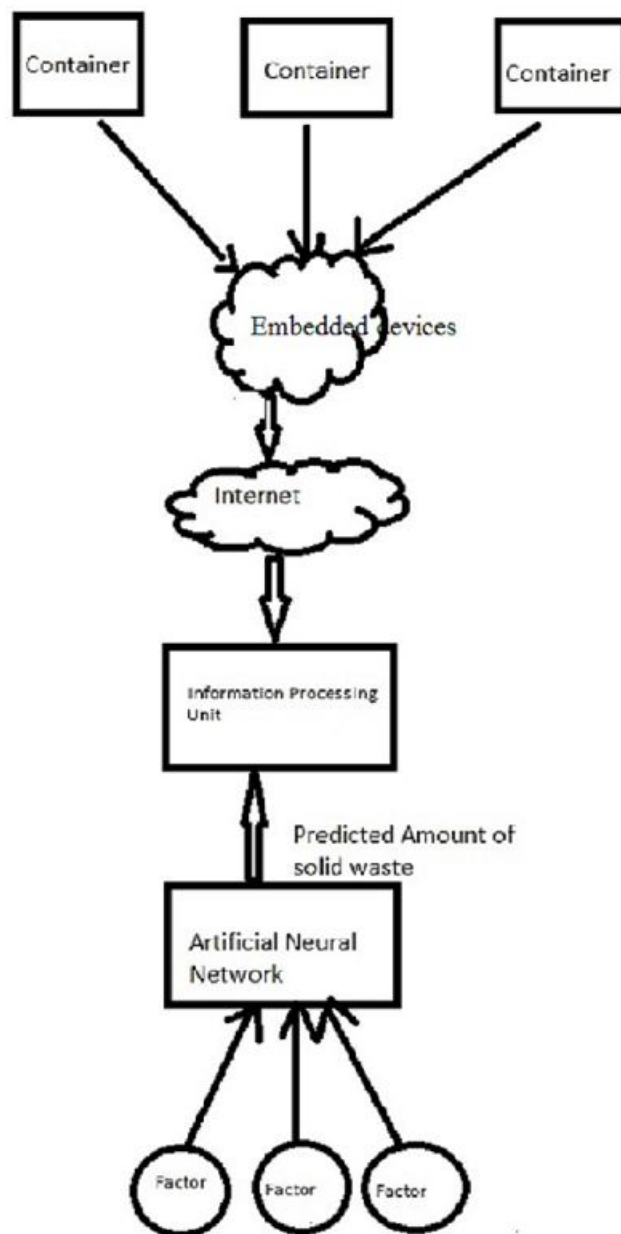 Container
Container
Container
Embedded devices
Internet
Information Processing
Unit
Predicted Amount of
solid waste
Artificial Neural
Network
Factor
Factor
Factor